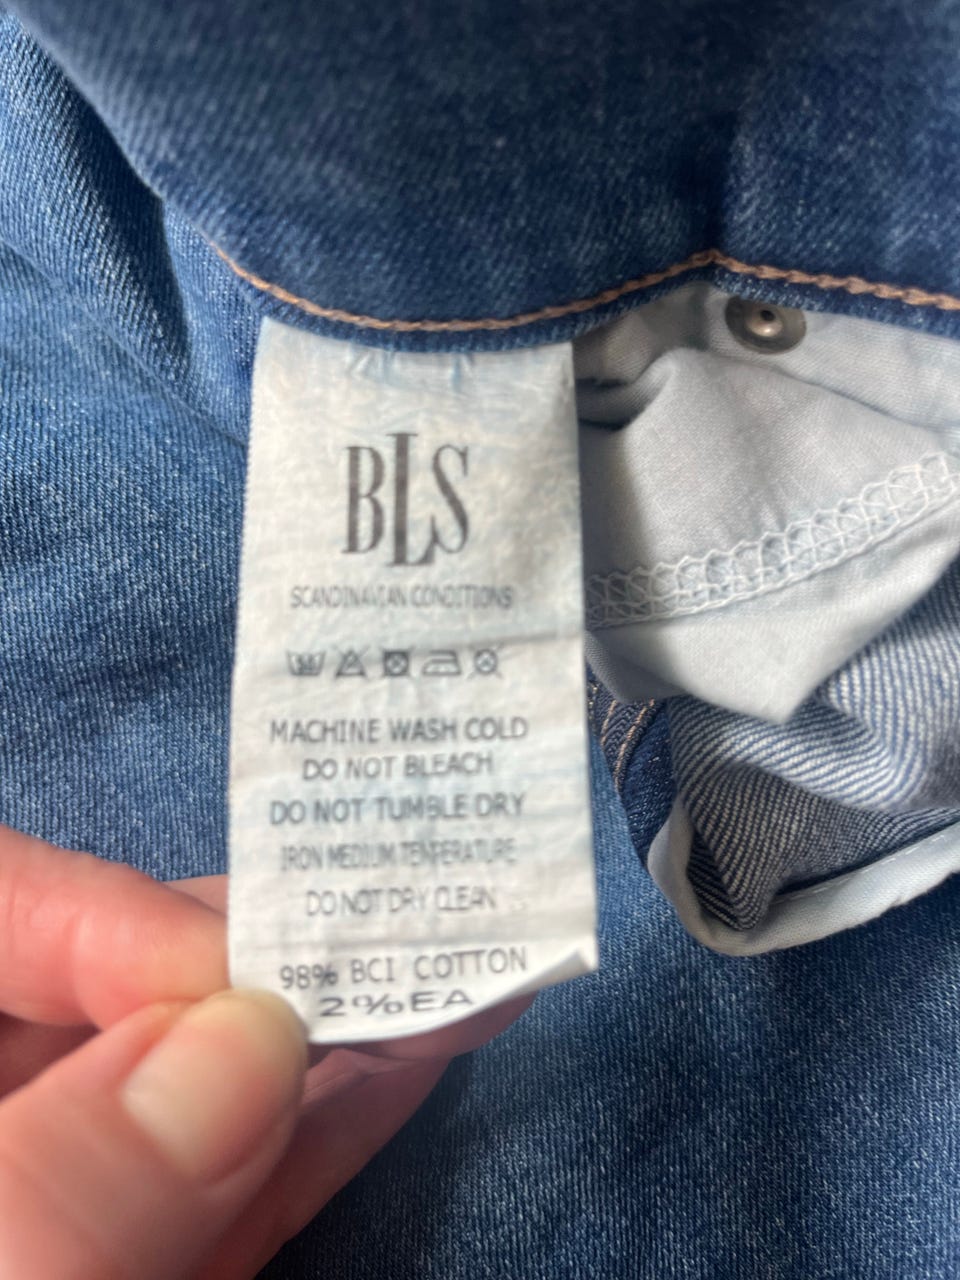 BLS
SCANDINAVIAN CONDITIONS
MACHINE WASH COLD
DO NOT BLEACH
DO NOT TUMBLE DRY
IRON MEDIUM TEMPERATURE
DO NOT DRY CLEAN
98% BCI COTTON
2%EA